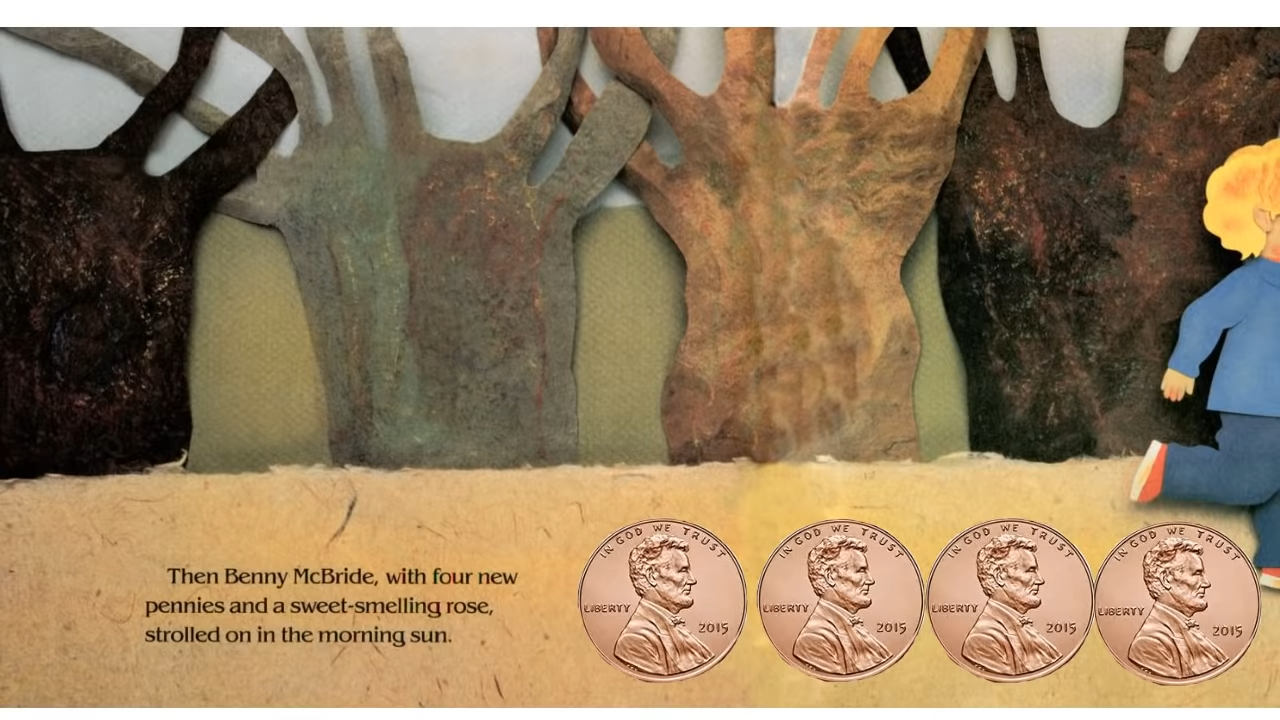 Then Benny McBride, with four new
pennies and a sweet-smelling rose,
strolled on in the morning sun.
IN GOD WE TRUST
LIBERTY
2015
IN GOD WE TRUST
LIBERTY
2015
IN GOD WE TRUST
LIBERTY
2015
IN GOD WE TRUST
LIBERTY
2015